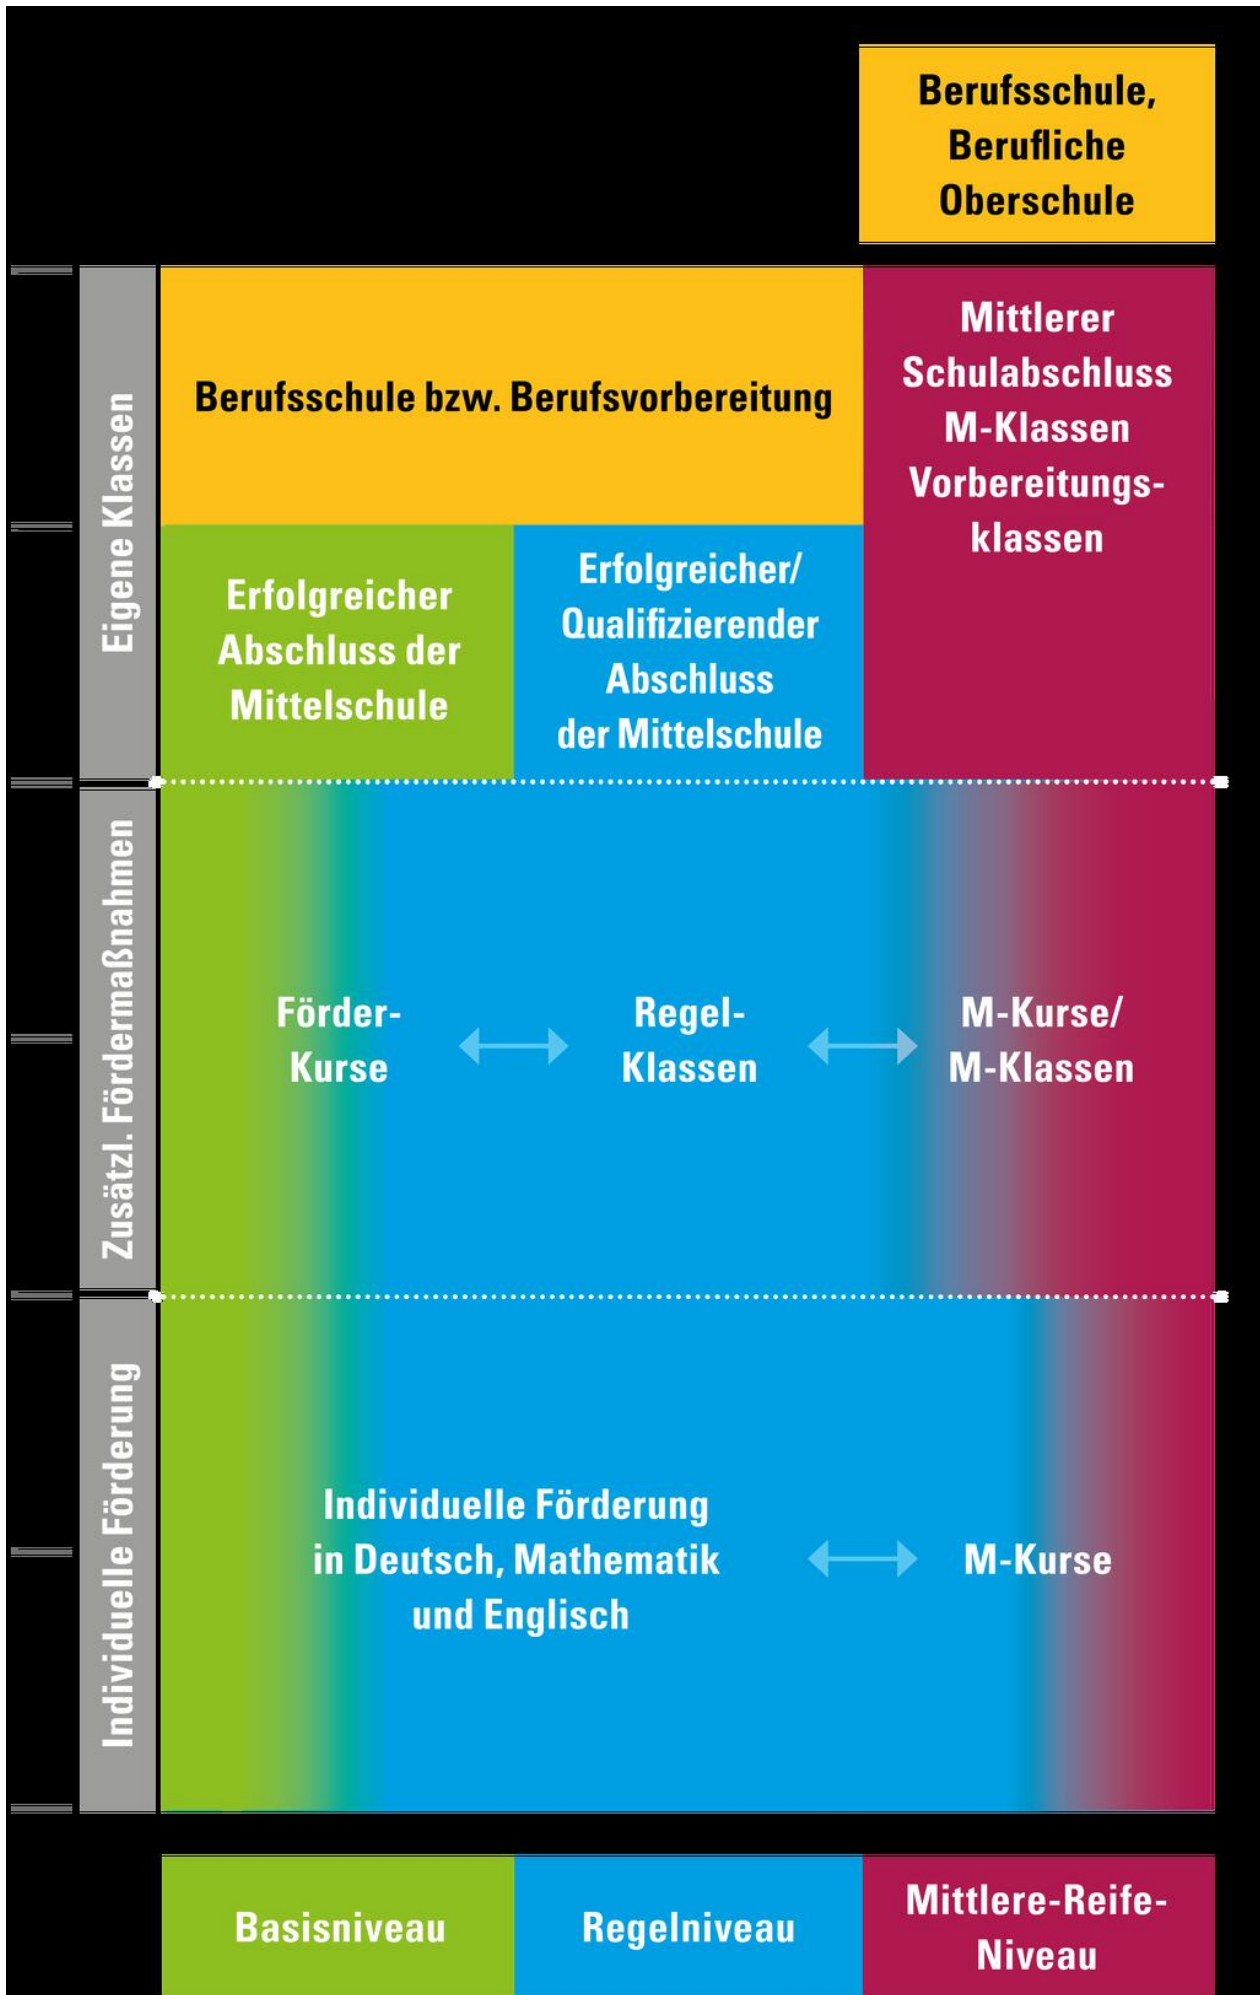 Berufsschule,
Berufliche
Oberschule
Eigene Klassen
Berufsschule bzw. Berufsvorbereitung
Mittlerer
Schulabschluss
M-Klassen
Vorbereitungs-
klassen
Erfolgreicher
Abschluss der
Mittelschule
Erfolgreicher/
Qualifizierender
Abschluss
der Mittelschule
Zusätzl. Fördermaßnahmen
Förder-
Kurse
Regel-
Klassen
M-Kurse/
M-Klassen
Individuelle Förderung
Individuelle Förderung
in Deutsch, Mathematik
und Englisch
M-Kurse
Basisniveau
Regelniveau
Mittlere-Reife-
Niveau